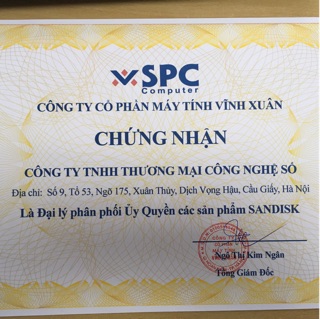 SPC
Computer
CÔNG TY CỔ PHẦN MÁY TÍNH VĨNH XUÂN
CHỨNG NHẬN
CÔNG TY TNHH THƯƠNG MẠI CÔNG NGHỆ SỐ
Địa chỉ: Số 9, Tổ 53, Ngõ 175, Xuân Thủy, Dịch Vọng Hậu, Cầu Giấy, Hà Nội
Là Đại lý phân phối Ủy Quyền các sản phẩm SANDISK
CÔNG TY
Ngô Thị Kim Ngân
Tổng Giám Đốc